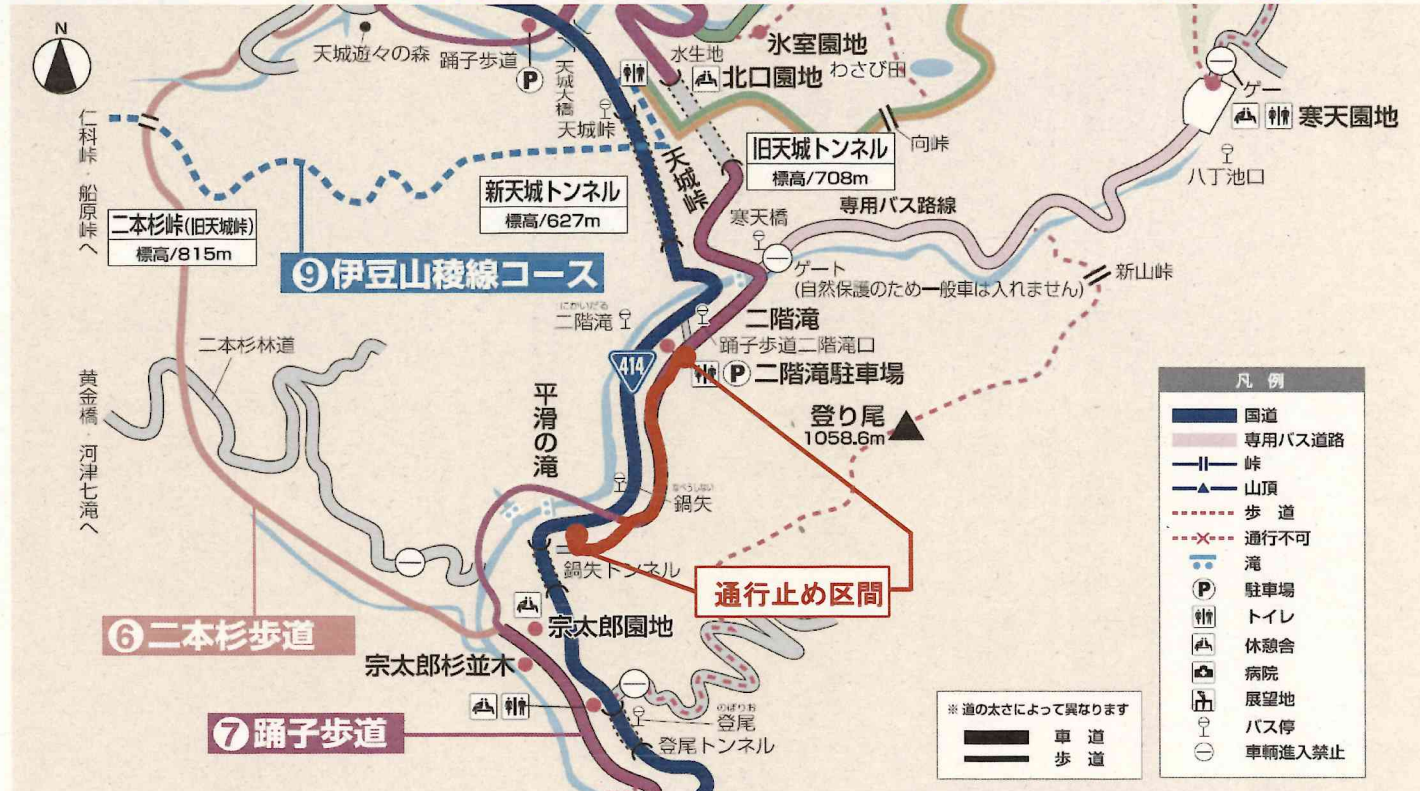 N
天城遊々の森
踊子歩道
P
天城大橋
天城峠
水生地
氷室園地
北口園地
わさび田
向峠
ゲー
寒天園地
八丁池口
仁科峠・船原峠へ
旧天城トンネル
標高/708m
天城峠
新天城トンネル
標高/627m
二本杉峠(旧天城峠)
標高/815m
寒天橋
専用バス路線
⑨伊豆山稜線コース
ゲート
(自然保護のため一般車は入れません)
新山峠
にかいだる
二階滝
二階滝
踊子歩道二階滝口
414
P
二階滝駐車場
二本杉林道
黄金橋・河津七滝へ
平滑の滝
登り尾
1058.6m
なべうしない
鍋失
鍋失トンネル
通行止め区間
⑥二本杉歩道
宗太郎園地
宗太郎杉並木
⑦踊子歩道
のぼりお
登尾
登尾トンネル
凡例
国道
専用バス道路
峠
山頂
歩道
通行不可
滝
P 駐車場
トイレ
休憩舎
病院
展望地
バス停
車輌進入禁止
※道の太さによって異なります
車道
歩道